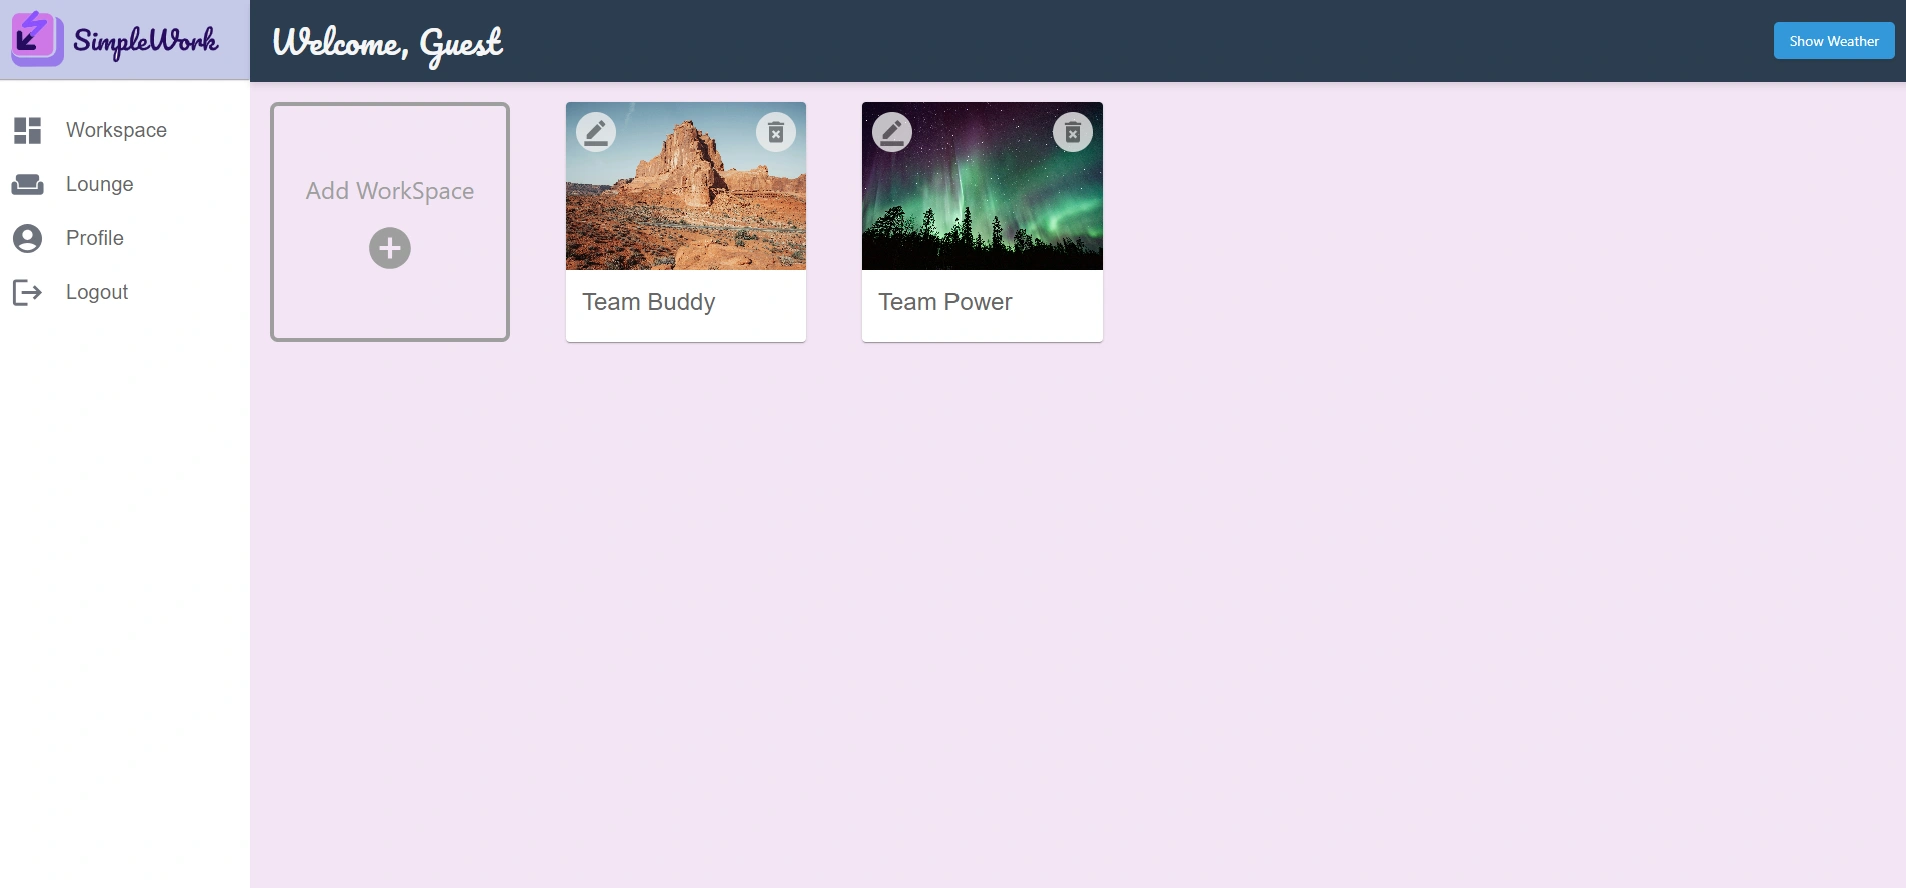 SimpleWork
Welcome, Guest
Show Weather
Workspace
Lounge
Profile
Logout
Add WorkSpace
Team Buddy
Team Power